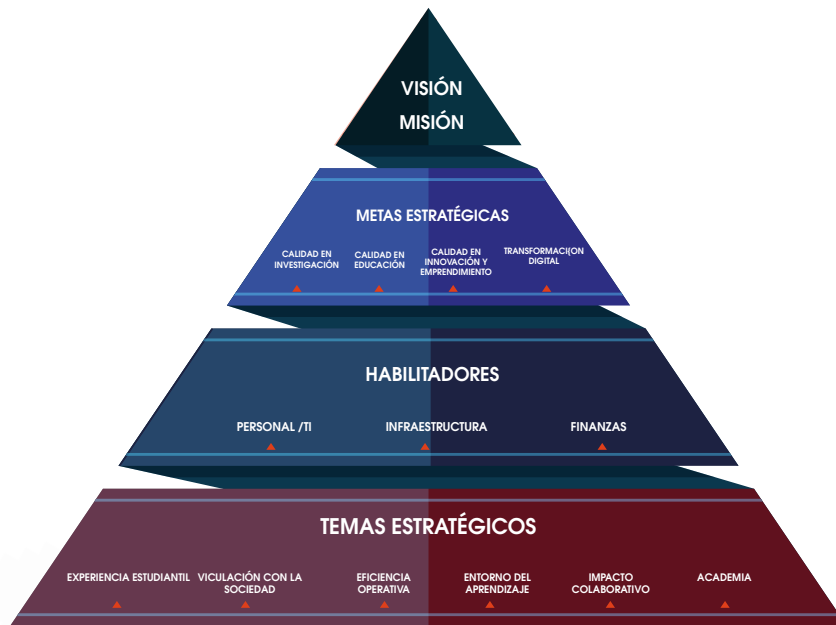 VISIÓN
MISIÓN
METAS ESTRATÉGICAS
CALIDAD EN
INVESTIGACIÓN
CALIDAD EN
EDUCACIÓN
CALIDAD EN
INNOVACIÓN Y
EMPRENDIMIENTO
TRANSFORMACI{ON
DIGITAL
HABILITADORES
PERSONAL /TI
INFRAESTRUCTURA
FINANZAS
TEMAS ESTRATÉGICOS
EXPERIENCIA ESTUDIANTIL
VICULACIÓN CON LA
SOCIEDAD
EFICIENCIA
OPERATIVA
ENTORNO DEL
APRENDIZAJE
IMPACTO
COLABORATIVO
ACADEMIA